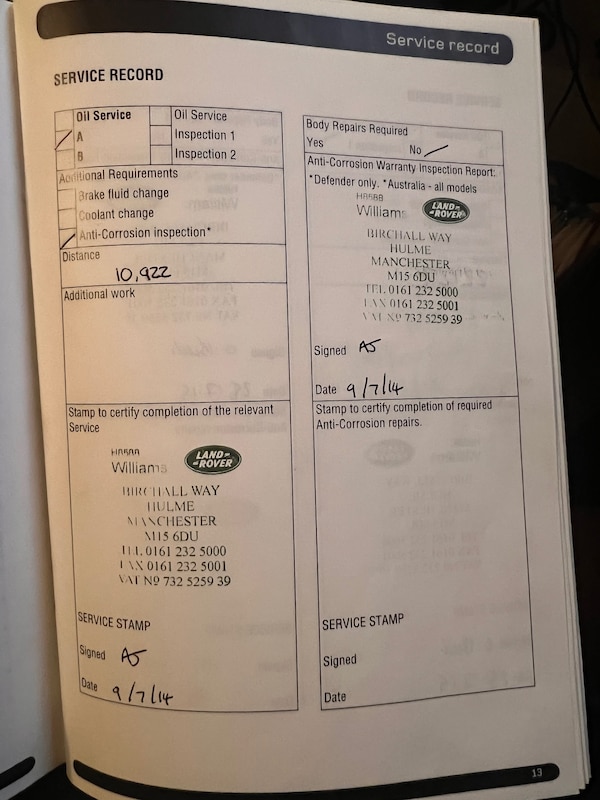 Service record
SERVICE RECORD
Oil Service
Oil Service
A
Inspection 1
B
Inspection 2
Additional Requirements
Brake fluid change
Coolant change
Anti-Corrosion inspection*
Distance
10,922
Additional work
Stamp to certify completion of the relevant
Service
Williams
LAND-
-ROVER
BIRCHALL WAY
HULME
MANCHESTER
M15 6DU
TEL 0161 232 5000
FAX 0161 232 5001
VAT Nº 732 5259 39
SERVICE STAMP
Signed AJ
Date 9/7/14
Body Repairs Required
Yes No
Anti-Corrosion Warranty Inspection Report:
*Defender only. *Australia - all models
Williams
LAND-
-ROVER
BIRCHALL WAY
HULME
MANCHESTER
M15 6DU
TEL 0161 232 5000
FAX 0161 232 5001
VAT Nº 732 5259 39
Signed AJ
Date 9/7/14
Stamp to certify completion of required
Anti-Corrosion repairs.
SERVICE STAMP
Signed
Date
13